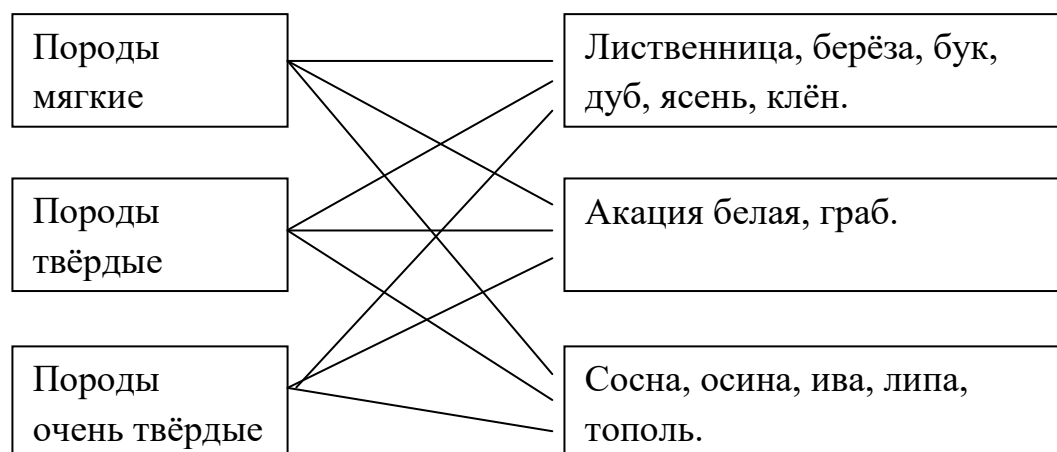 Породы
мягкие
Лиственница, берёза, бук,
дуб, ясень, клён.
Породы
твёрдые
Акация белая, граб.
Породы
очень твёрдые
Сосна, осина, ива, липа,
тополь.